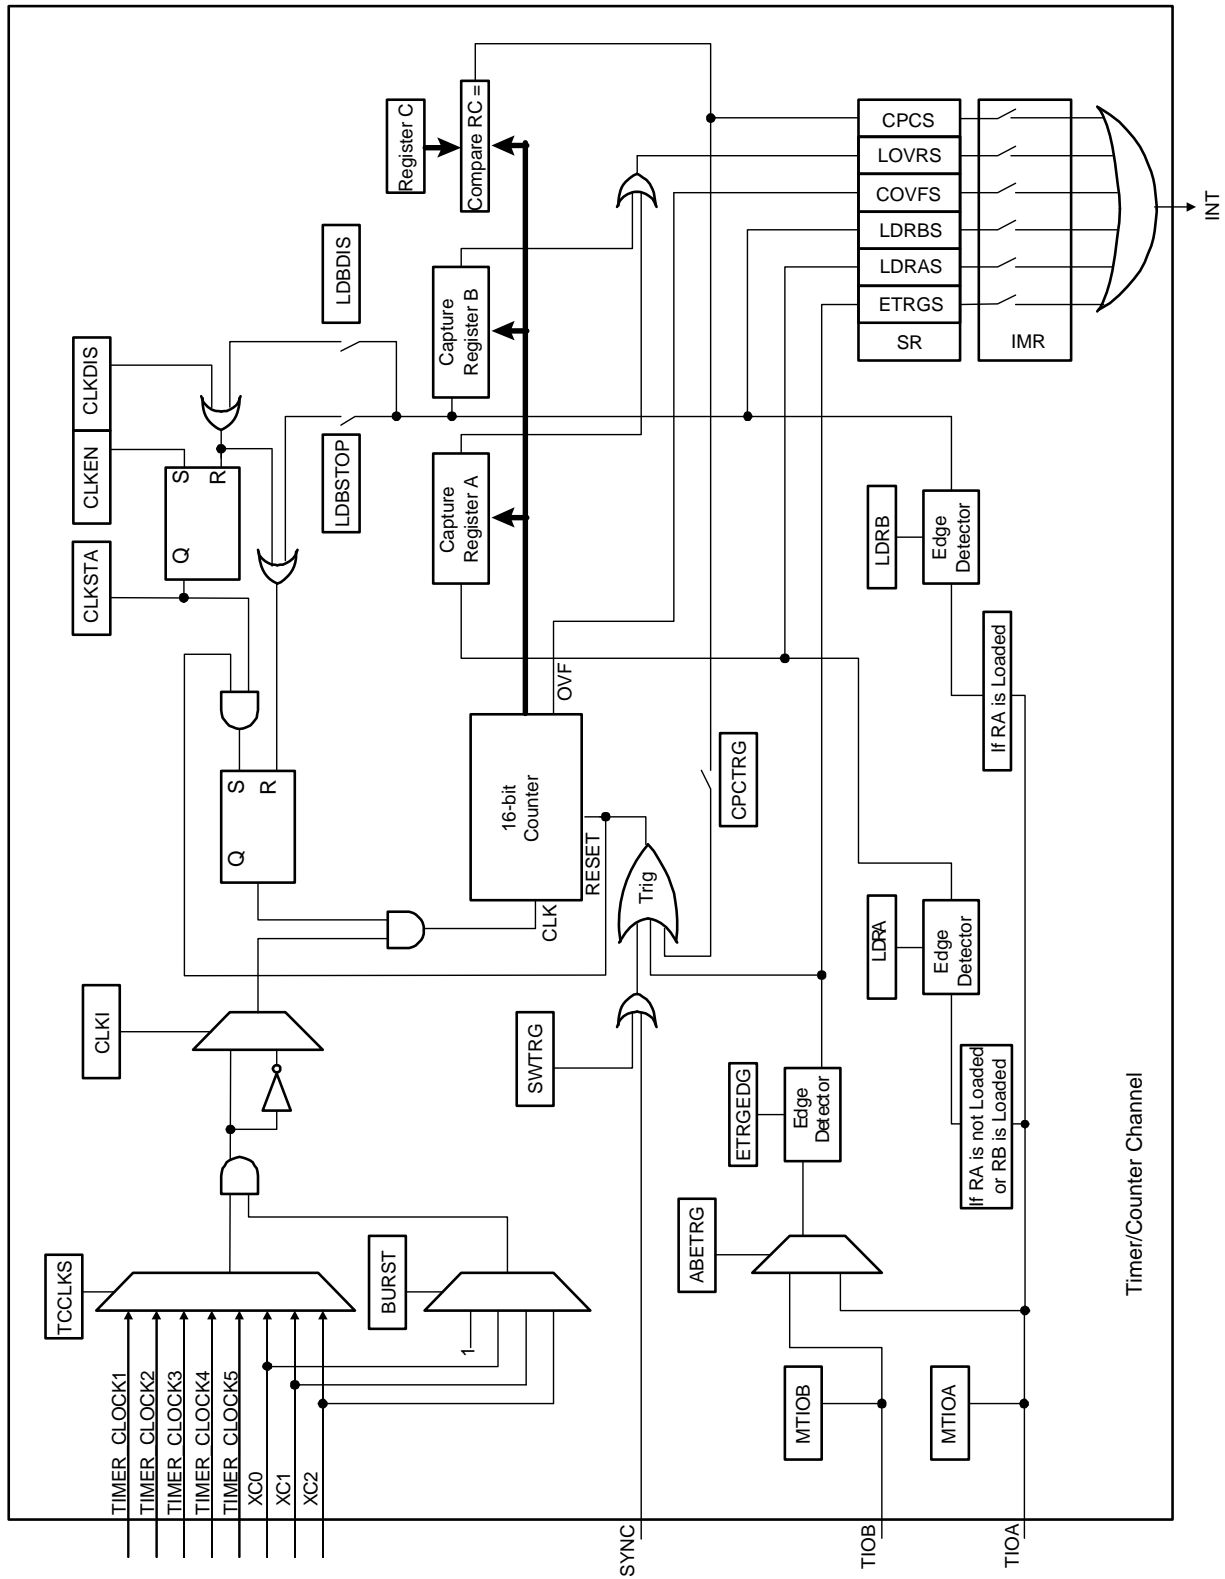 TCCLKS
TIMER_CLOCK1
TIMER_CLOCK2
TIMER_CLOCK3
TIMER_CLOCK4
TIMER_CLOCK5
XC0
XC1
XC2
CLKI
CLKSTA
CLKEN
CLKDIS
Q
S
R
Q
S
R
BURST
1
LDBSTOP
LDBDIS
Register C
Capture
Register A
Capture
Register B
Compare RC =
16-bit
Counter
CLK
OVF
RESET
SWTRG
SYNC
Trig
CPCTRG
ABETRG
ETRGEDG
MTIOB
TIOB
Edge
Detector
LDRA
LDRB
CPCS
LOVRS
COVFS
LDRBS
LDRAS
ETRGS
SR
IMR
MTIOA
TIOA
If RA is not Loaded
or RB is Loaded
Edge
Detector
If RA is Loaded
Edge
Detector
Timer/Counter Channel
INT